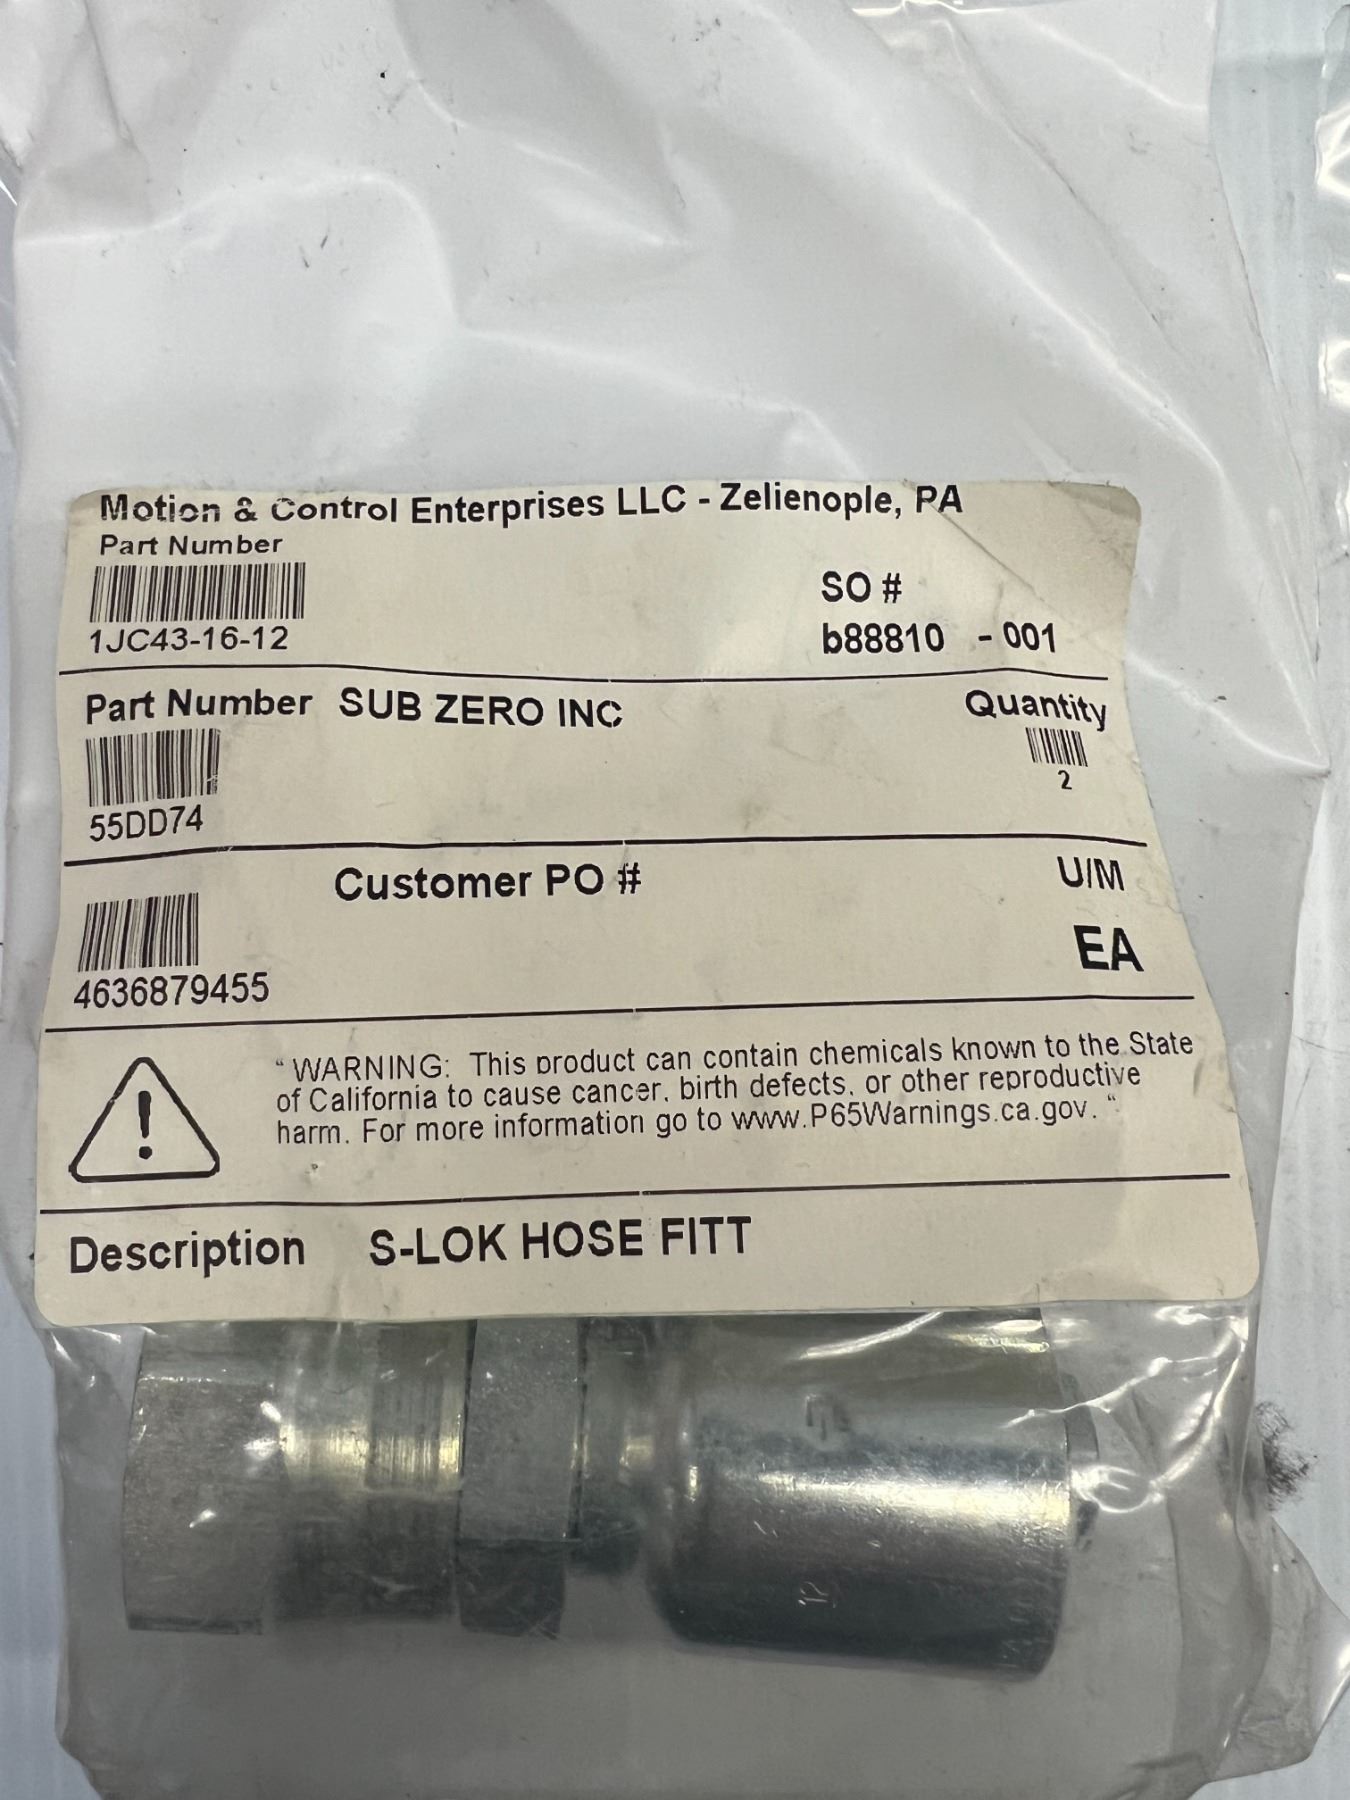 Motion & Control Enterprises LLC - Zelienople, PA
Part Number
1JC43-16-12
SO #
b88810 - 001
Part Number SUB ZERO INC
Quantity
2
55DD74
Customer PO #
U/M
EA
4636879455
" WARNING: This product can contain chemicals known to the State
of California to cause cancer, birth defects, or other reproductive
harm. For more information go to www.P65Warnings.ca.gov. "
Description S-LOK HOSE FITT
12